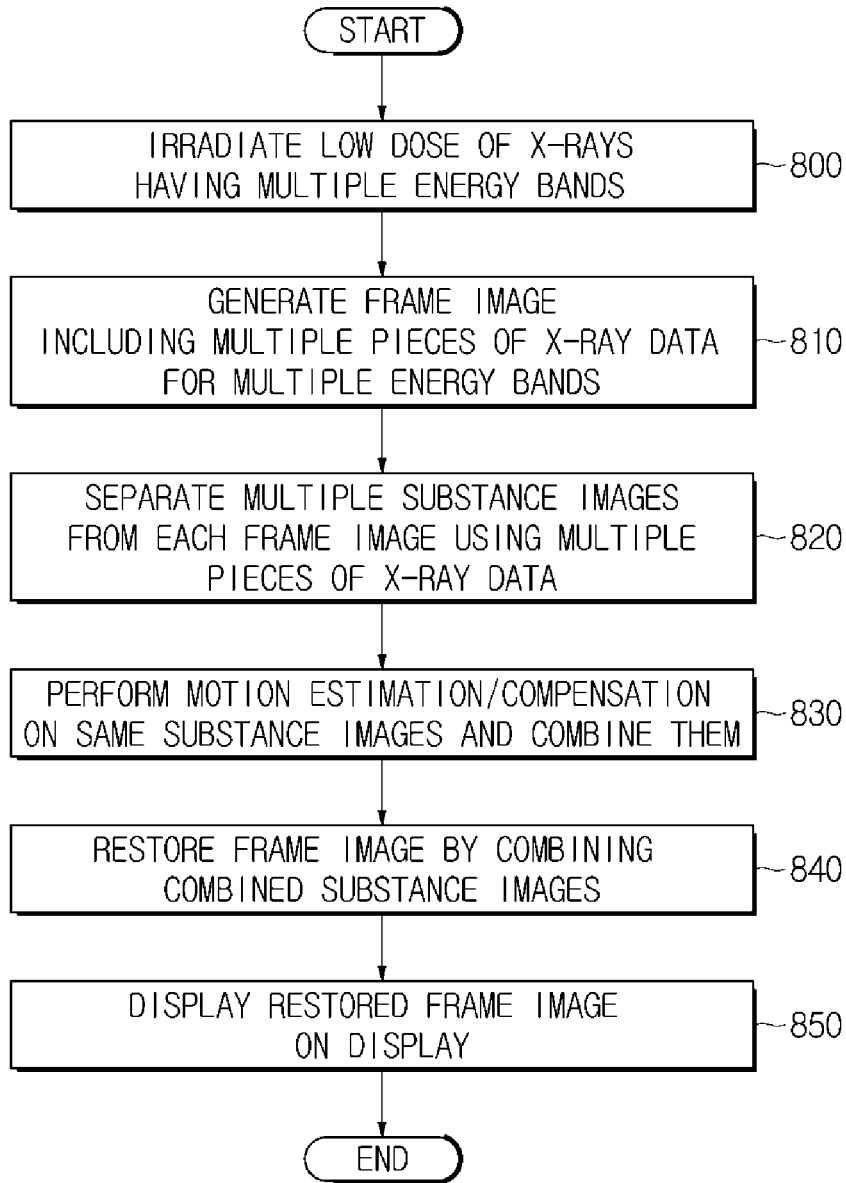 START
IRRADIATE LOW DOSE OF X-RAYS
HAVING MULTIPLE ENERGY BANDS
800
GENERATE FRAME IMAGE
INCLUDING MULTIPLE PIECES OF X-RAY DATA
FOR MULTIPLE ENERGY BANDS
810
SEPARATE MULTIPLE SUBSTANCE IMAGES
FROM EACH FRAME IMAGE USING MULTIPLE
PIECES OF X-RAY DATA
820
PERFORM MOTION ESTIMATION/COMPENSATION
ON SAME SUBSTANCE IMAGES AND COMBINE THEM
830
RESTORE FRAME IMAGE BY COMBINING
COMBINED SUBSTANCE IMAGES
840
DISPLAY RESTORED FRAME IMAGE
ON DISPLAY
850
END